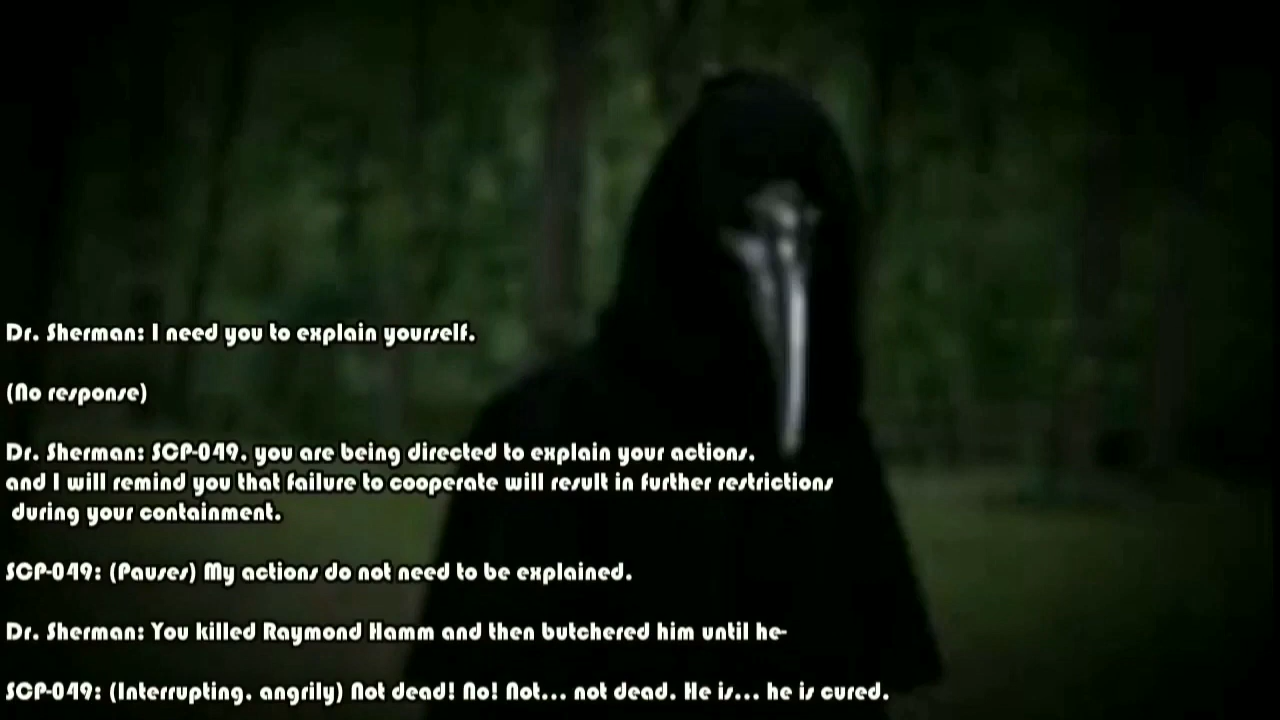 Dr. Sherman: I need you to explain yourself.
(No response)
Dr. Sherman: SCP-049, you are being directed to explain your actions,
and I will remind you that failure to cooperate will result in further restrictions
during your containment.
SCP-049: (Pauses) My actions do not need to be explained.
Dr. Sherman: You killed Raymond Hamm and then butchered him until he-
SCP-049: (Interrupting, angrily) Not dead! No! Not... not dead. He is... he is cured.